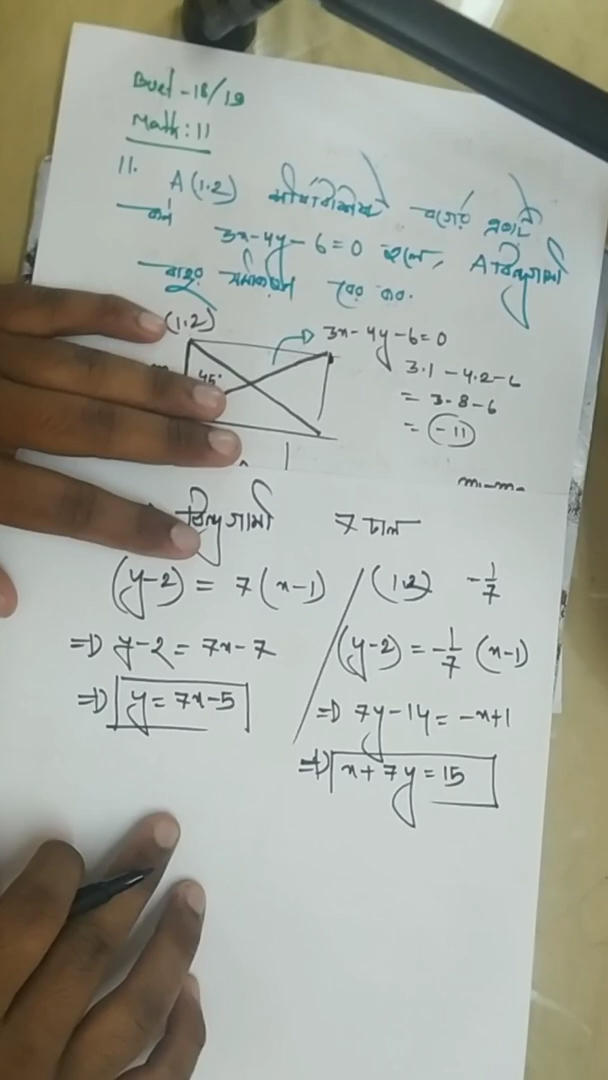 Buet - 18/19
Math: 11
11. A(1.2) শীর্ষবিশিষ্ট বর্গের একটি
কর্ণ 3x-4y-6=0 হলে, A বিন্দুগামী
বাহুর সমীকরণ বের কর.
(1.2)
3x-4y-6=0
45°
3.1-4.2-6
= 3-8-6
= -11
বিন্দুগামী 7 ঢাল
(y-2) = 7(x-1)
⇒ y-2 = 7x-7
⇒ y = 7x-5
(1.2) -1/7
(y-2) = -1/7 (x-1)
⇒ 7y-14 = -x+1
⇒ x+7y = 15